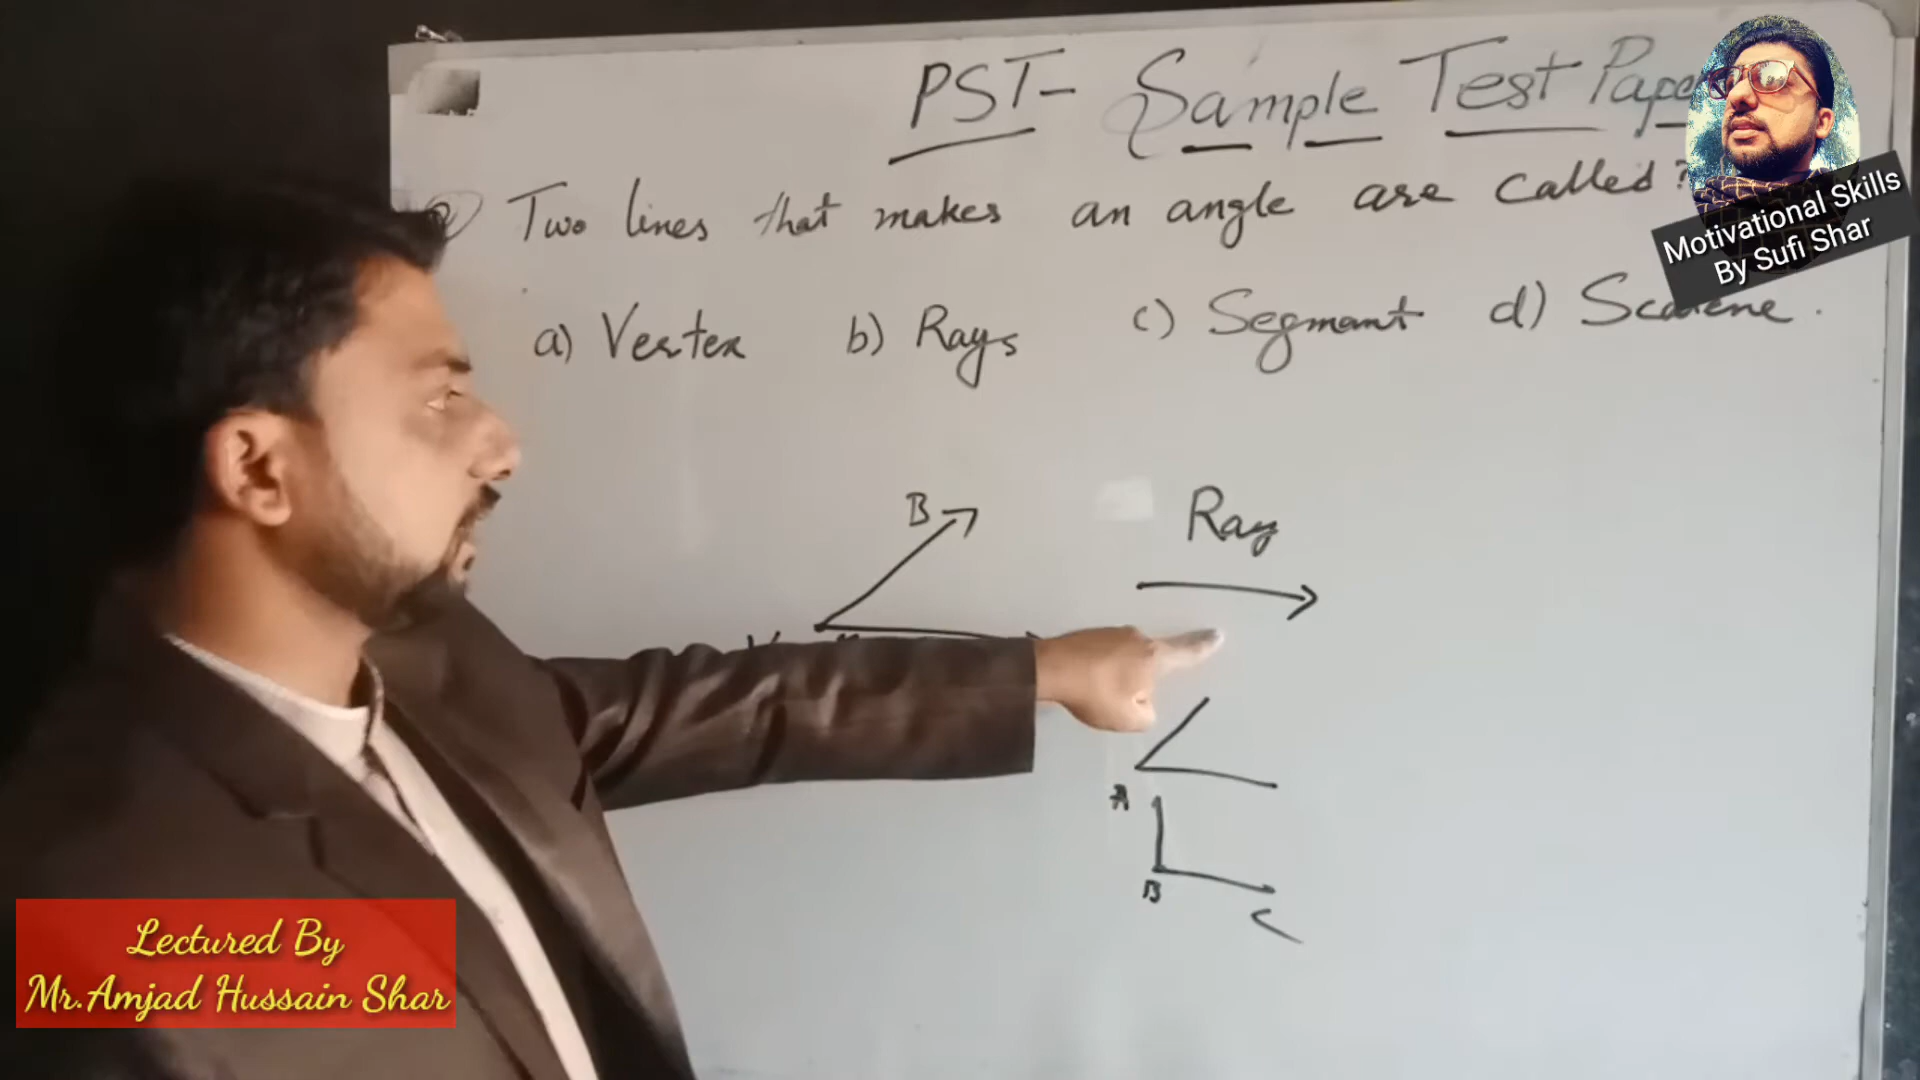 PST- Sample Test Paper
Q Two lines that makes an angle are called?
a) Vertex b) Rays c) Segmant d) Scalene.
B
Ray
A
B
C
Motivational Skills
By Sufi Shar
Lectured By
Mr.Amjad Hussain Shar